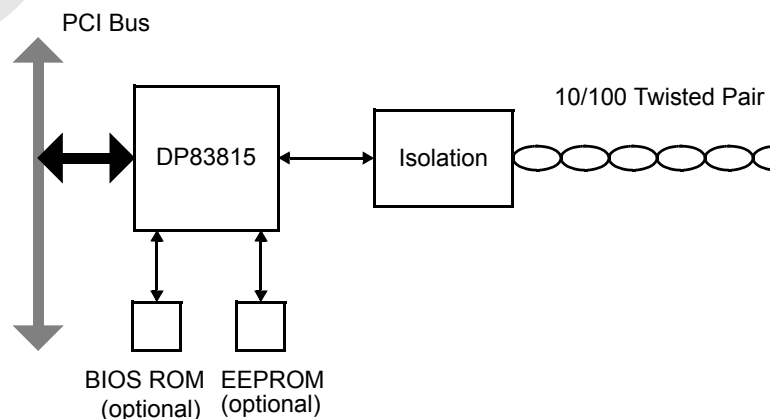 PCI Bus
10/100 Twisted Pair
DP83815
Isolation
BIOS ROM
(optional)
EEPROM
(optional)